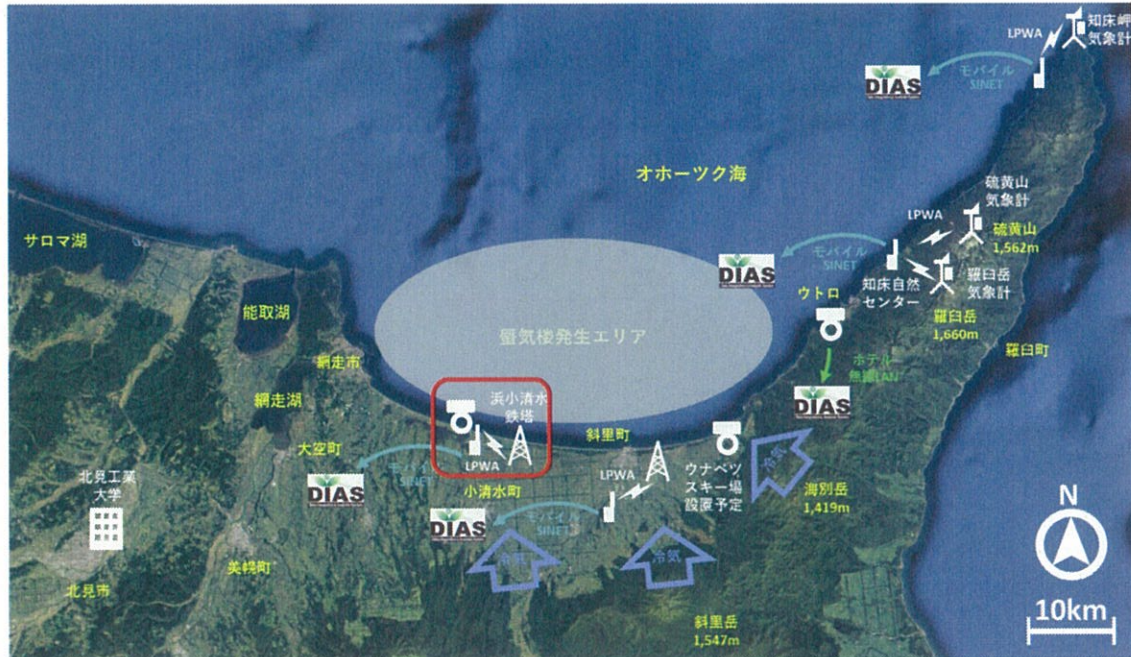 知床岬
気象計
LPWA
モバイル
SINET
DIAS
オホーツク海
硫黄山
気象計
LPWA
硫黄山
1,562m
サロマ湖
モバイル
SINET
DIAS
知床自然
センター
羅臼岳
気象計
ウトロ
羅臼岳
1,660m
羅臼町
能取湖
蜃気楼発生エリア
網走市
ホテル
無線LAN
DIAS
網走湖
浜小清水
鉄塔
LPWA
斜里町
大空町
モバイル
SINET
DIAS
小清水町
LPWA
ウナベツ
スキー場
設置予定
冷気
海別岳
1,419m
北見工業
大学
モバイル
SINET
DIAS
冷気
冷気
美幌町
北見市
斜里岳
1,547m
N
10km